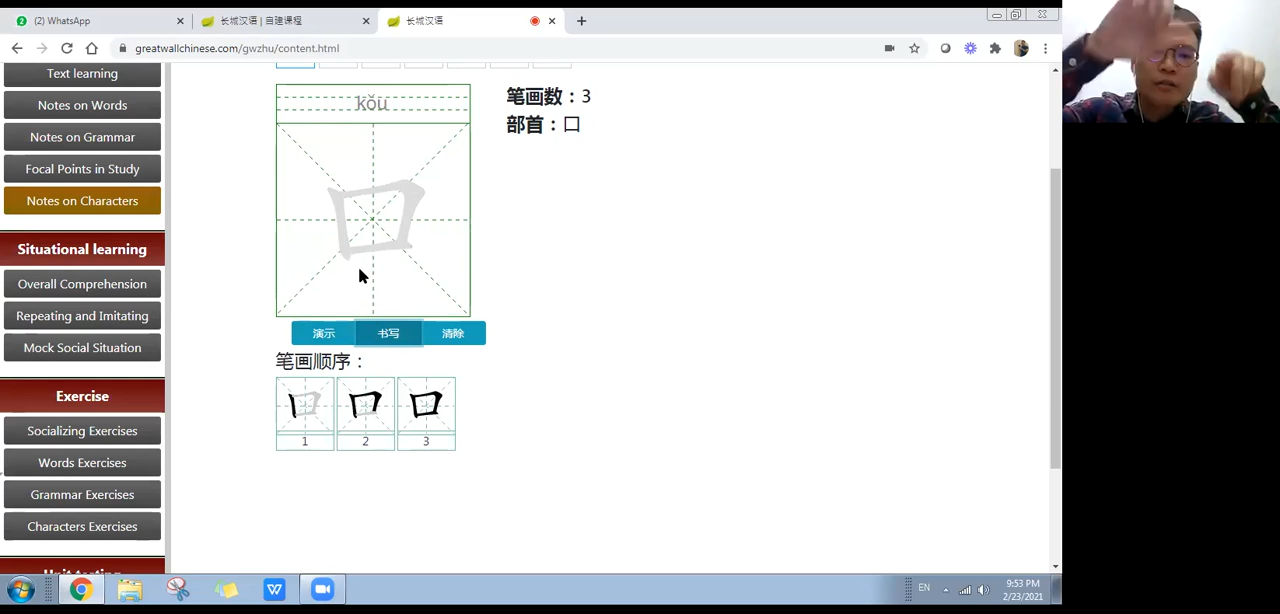 (2) WhatsApp
长城汉语 | 自建课程
长城汉语
greatwallchinese.com/gwzhu/content.html
Text learning
Notes on Words
Notes on Grammar
Focal Points in Study
Notes on Characters
Situational learning
Overall Comprehension
Repeating and Imitating
Mock Social Situation
Exercise
Socializing Exercises
Words Exercises
Grammar Exercises
Characters Exercises
kǒu
口
演示 书写 清除
笔画顺序：
口 口 口
1 2 3
笔画数：3
部首：口
EN
9:53 PM
2/23/2021